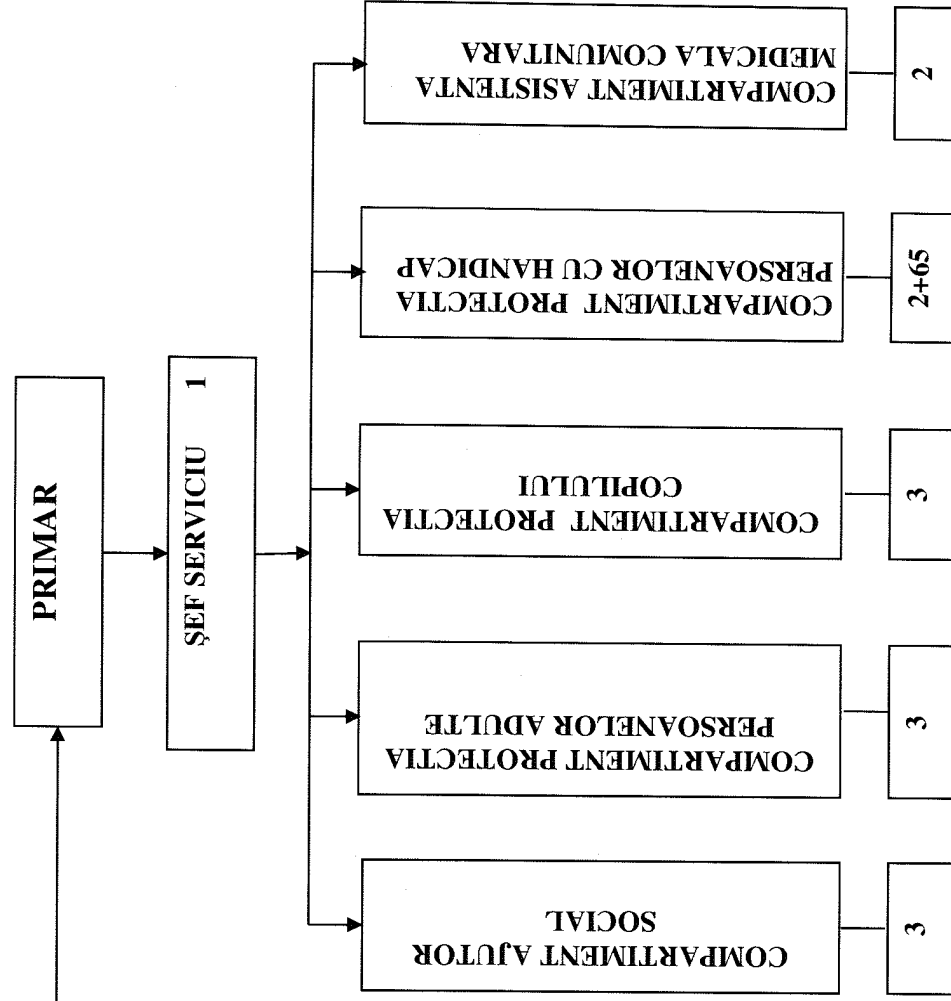 PRIMAR
ŞEF SERVICIU 1
COMPARTIMENT AJUTOR
SOCIAL
3
COMPARTIMENT PROTECTIA
PERSOANELOR ADULTE
3
COMPARTIMENT PROTECTIA
COPILULUI
3
COMPARTIMENT PROTECTIA
PERSOANELOR CU HANDICAP
2+65
COMPARTIMENT ASISTENTA
MEDICALA COMUNITARA
2